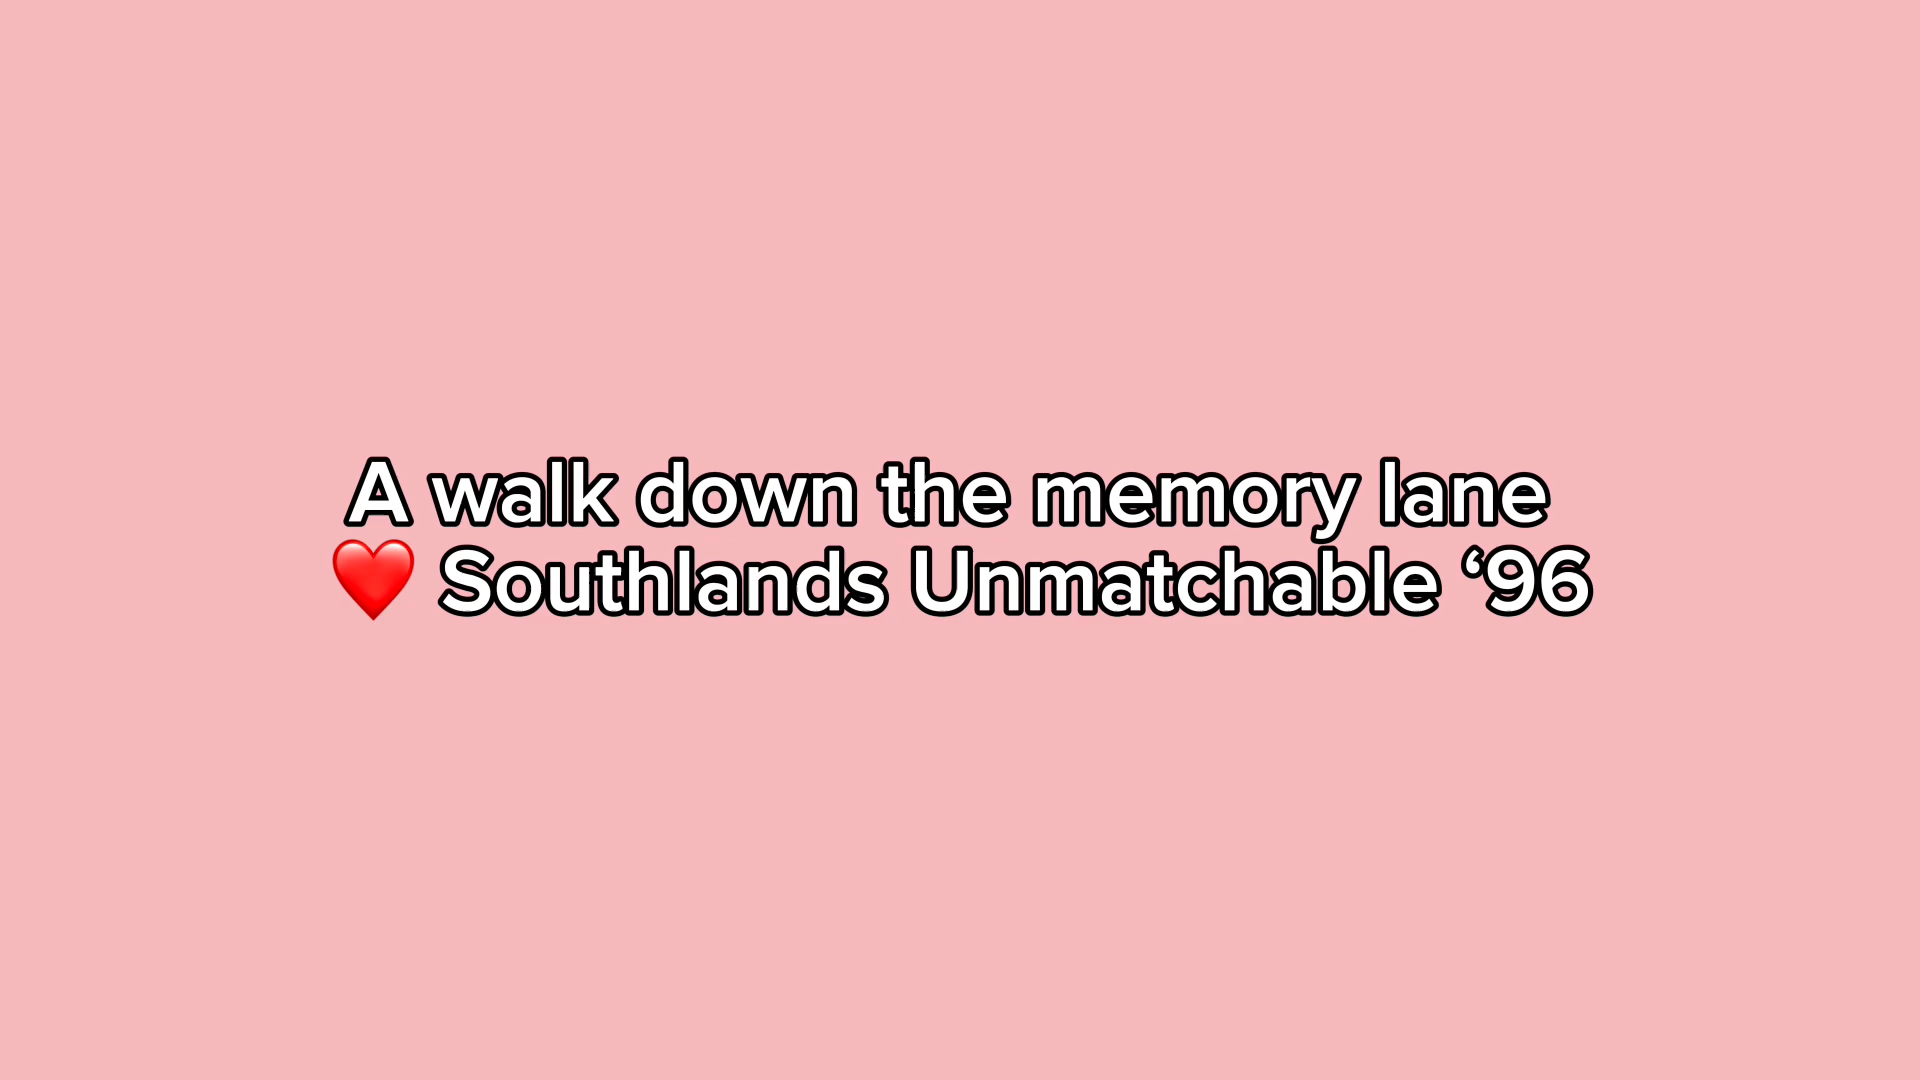 A walk down the memory lane
❤️ Southlands Unmatchable ‘96